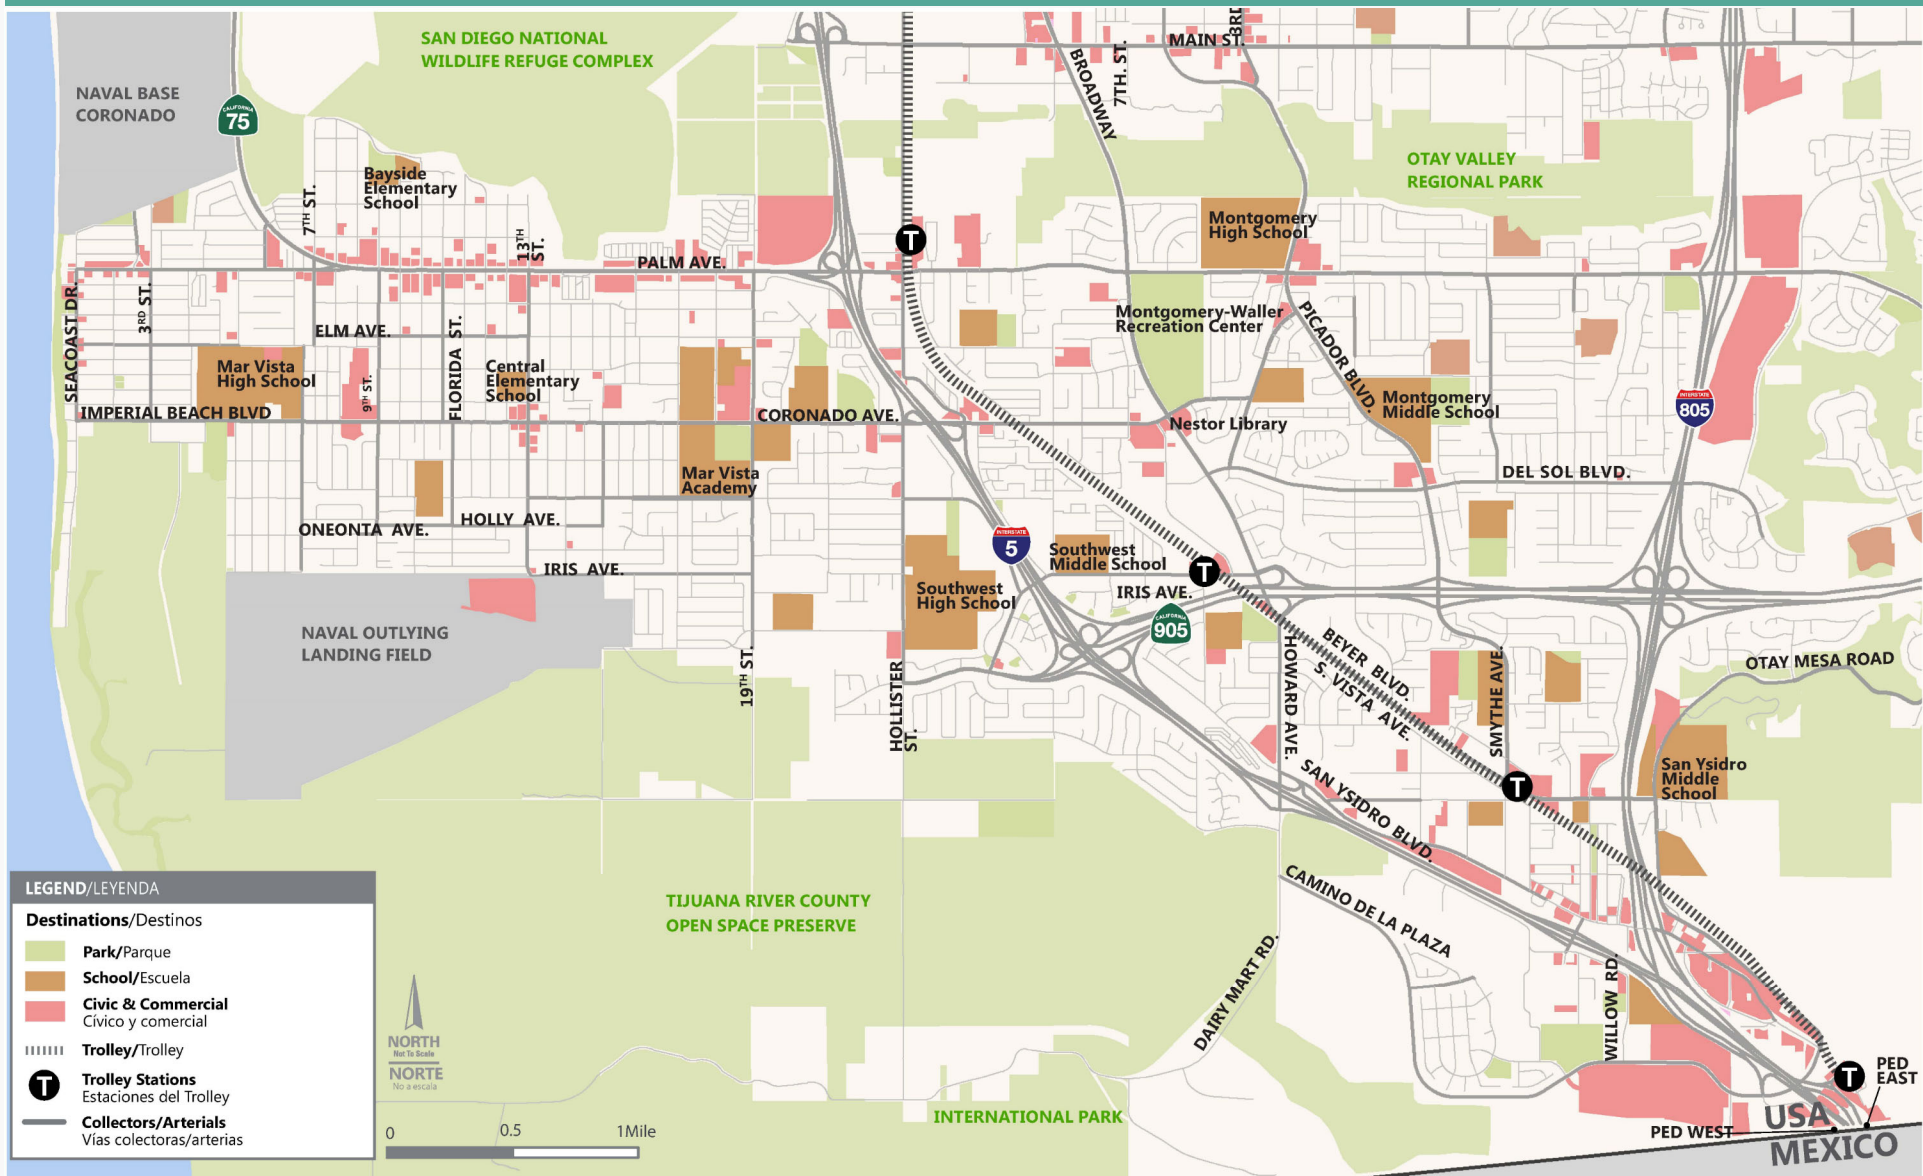 SAN DIEGO NATIONAL
WILDLIFE REFUGE COMPLEX
NAVAL BASE
CORONADO
CALIFORNIA
75
BROADWAY
7TH. ST.
MAIN ST.
3RD
OTAY VALLEY
REGIONAL PARK
Bayside
Elementary
School
7TH ST.
13TH
ST.
T
Montgomery
High School
PALM AVE.
SEACOAST DR.
3RD ST.
ELM AVE.
FLORIDA ST.
Mar Vista
High School
9TH ST.
Central
Elementary
School
Montgomery-Waller
Recreation Center
PICADOR BLVD.
Montgomery
Middle School
INTERSTATE
805
IMPERIAL BEACH BLVD
CORONADO AVE.
Nestor Library
Mar Vista
Academy
DEL SOL BLVD.
ONEONTA AVE.
HOLLY AVE.
IRIS AVE.
INTERSTATE
5
Southwest
Middle School
T
IRIS AVE.
Southwest
High School
CALIFORNIA
905
NAVAL OUTLYING
LANDING FIELD
19TH ST.
HOLLISTER
ST.
HOWARD AVE.
BEYER BLVD.
S. VISTA AVE.
SMYTHE AVE.
OTAY MESA ROAD
San Ysidro
Middle
School
T
SAN YSIDRO BLVD.
CAMINO DE LA PLAZA
DAIRY MART RD.
WILLOW RD.
TIJUANA RIVER COUNTY
OPEN SPACE PRESERVE
INTERNATIONAL PARK
T
PED
EAST
PED WEST
USA
MEXICO
LEGEND/LEYENDA
Destinations/Destinos
Park/Parque
School/Escuela
Civic & Commercial
Cívico y comercial
Trolley/Trolley
T
Trolley Stations
Estaciones del Trolley
Collectors/Arterials
Vías colectoras/arterias
NORTH
Not To Scale
NORTE
No a escala
0 0.5 1Mile